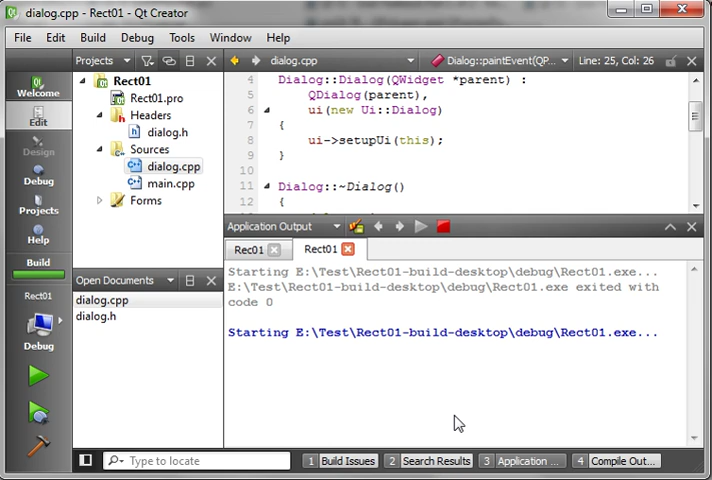 dialog.cpp - Rect01 - Qt Creator
File Edit Build Debug Tools Window Help
Projects dialog.cpp Dialog::paintEvent(QP... Line: 25, Col: 26
Welcome
Edit
Design
Debug
Projects
Help
Build
Rect01
Debug
Rect01
Rect01.pro
Headers
dialog.h
Sources
dialog.cpp
main.cpp
Forms
Open Documents
dialog.cpp
dialog.h
4 Dialog::Dialog(QWidget *parent) :
5 QDialog(parent),
6 ui(new Ui::Dialog)
7 {
8 ui->setupUi(this);
9 }
10
11 Dialog::~Dialog()
{
Application Output
Rec01 Rect01
Starting E:\Test\Rect01-build-desktop\debug\Rect01.exe...
E:\Test\Rect01-build-desktop\debug\Rect01.exe exited with
code 0
Starting E:\Test\Rect01-build-desktop\debug\Rect01.exe...
Type to locate 1 Build Issues 2 Search Results 3 Application ... 4 Compile Out...